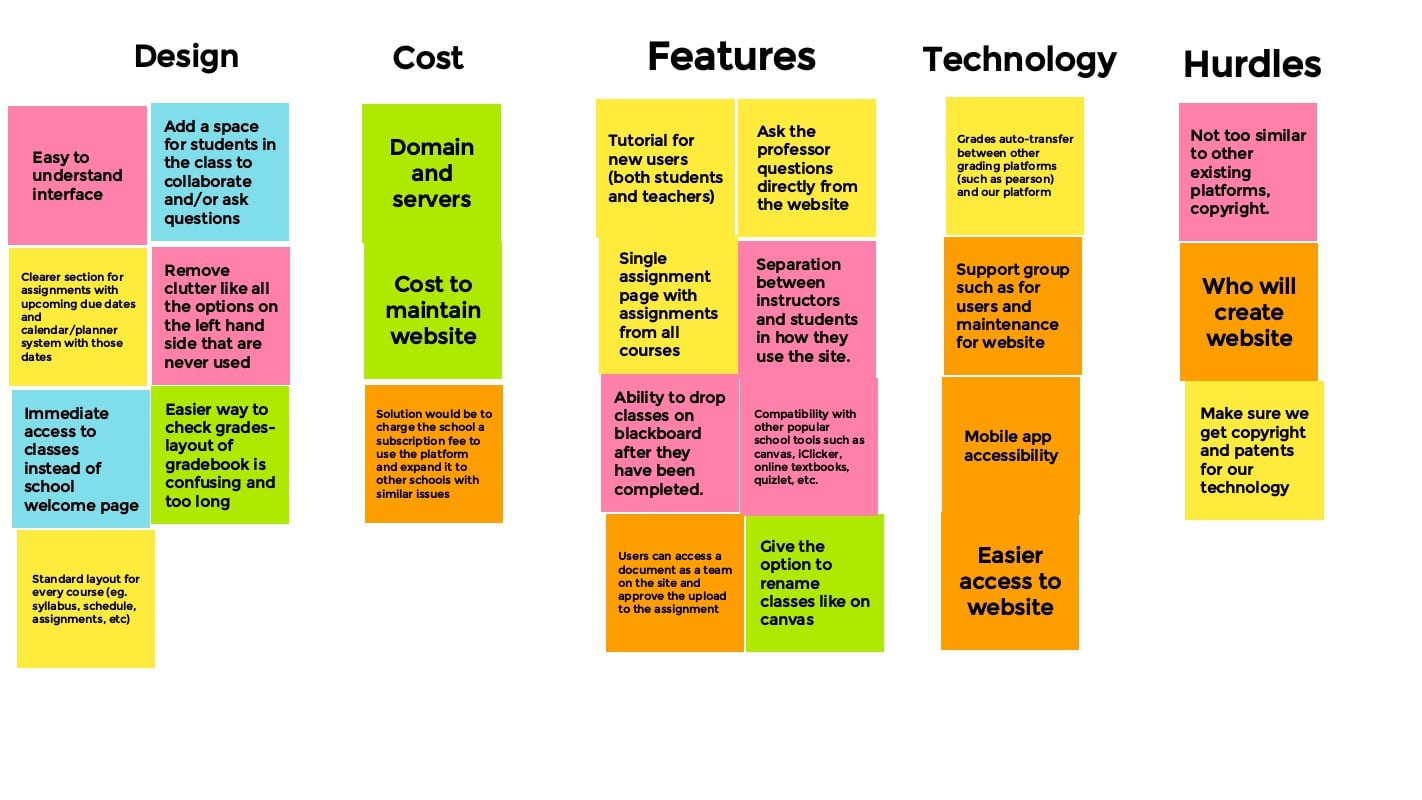 Design
Easy to
understand
interface
Add a space
for students in
the class to
collaborate
and/or ask
questions
Clearer section for
assignments with
upcoming due dates
and
calendar/planner
system with those
dates
Remove
clutter like all
the options on
the left hand
side that are
never used
Immediate
access to
classes
instead of
school
welcome page
Easier way to
check grades-
layout of
gradebook is
confusing and
too long
Standard layout for
every course (eg.
syllabus, schedule,
assignments, etc)
Cost
Domain
and
servers
Cost to
maintain
website
Solution would be to
charge the school a
subscription fee to
use the platform
and expand it to
other schools with
similar issues
Features
Tutorial for
new users
(both students
and teachers)
Ask the
professor
questions
directly from
the website
Single
assignment
page with
assignments
from all
courses
Separation
between
instructors
and students
in how they
use the site.
Ability to drop
classes on
blackboard
after they
have been
completed.
Compatibility with
other popular
school tools such as
canvas, iClicker,
online textbooks,
quizlet, etc.
Users can access a
document as a team
on the site and
approve the upload
to the assignment
Give the
option to
rename
classes like on
canvas
Technology
Grades auto-transfer
between other
grading platforms
(such as pearson)
and our platform
Support group
such as for
users and
maintenance
for website
Mobile app
accessibility
Easier
access to
website
Hurdles
Not too similar
to other
existing
platforms,
copyright.
Who will
create
website
Make sure we
get copyright
and patents
for our
technology